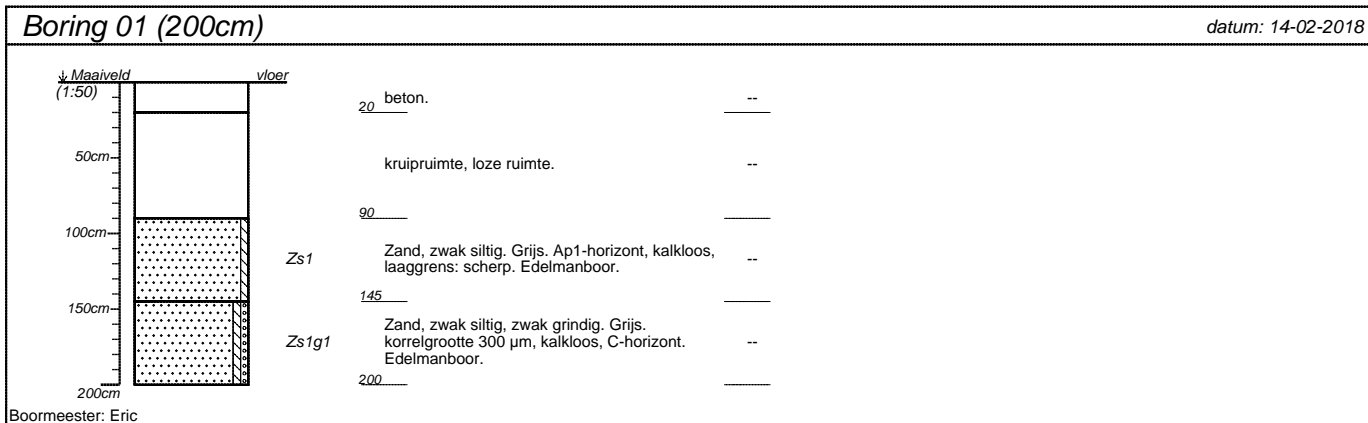 Boring 01 (200cm)
datum: 14-02-2018
Maaiveld
vloer
(1:50)
beton.
--
20
50cm
kruipruimte, loze ruimte.
--
90
100cm
Zs1
Zand, zwak siltig. Grijs. Ap1-horizont, kalkloos,
laaggrens: scherp. Edelmanboor.
--
145
150cm
Zs1g1
Zand, zwak siltig, zwak grindig. Grijs.
korrelgrootte 300 µm, kalkloos, C-horizont.
Edelmanboor.
--
200
200cm
Boormeester: Eric